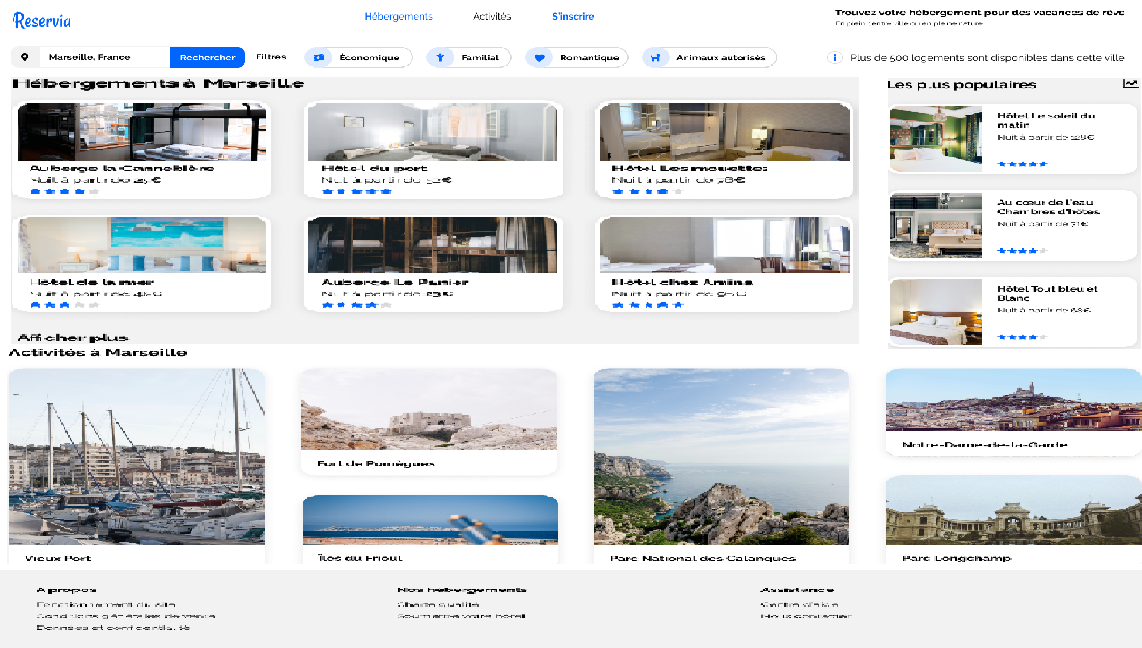 Reservia
Hébergements
Activités
S'inscrire
Trouvez votre hébergement pour des vacances de rêve
En plein centre ville ou en pleine nature
Marseille, France
Rechercher
Filtres
Économique
Familial
Romantique
Animaux autorisés
Plus de 500 logements sont disponibles dans cette ville
Hébergements à Marseille
Auberge la Cannebière
Nuit à partir de 25€
Hôtel du port
Nuit à partir de 52€
Hôtel Les mouettes
Nuit à partir de 76€
Hôtel de la mer
Nuit à partir de
Auberge Le Panier
Nuit à partir de
Hôtel chez Amina
Nuit à partir de
Afficher plus
Les plus populaires
Hôtel Le soleil du
matin
Nuit à partir de 128€
Au cœur de l'eau
Chambres d'hôtes
Nuit à partir de 71€
Hôtel Tout bleu et
Blanc
Nuit à partir de 68€
Activités à Marseille
Vieux Port
Fort de Pomègues
Îles du Frioul
Parc National des Calanques
Notre-Dame-de-la-Garde
Parc Longchamp
A propos
Fonctionnement du site
Conditions générales de vente
Données et confidentialité
Nos hébergements
Charte qualité
Soumettre votre hôtel
Assistance
Centre d'aide
Nous contacter